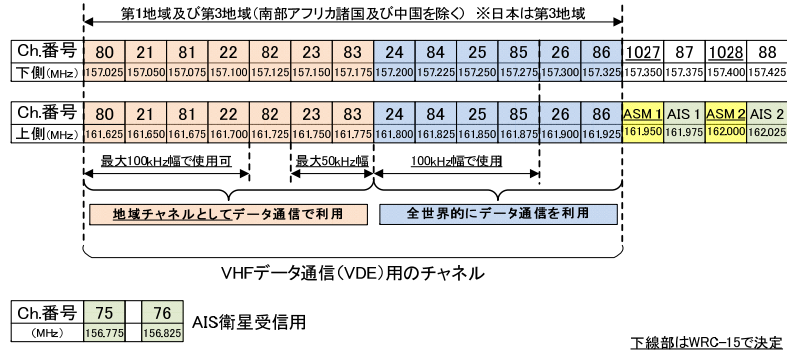 第1地域及び第3地域(南部アフリカ諸国及び中国を除く) ※日本は第3地域
Ch.番号 80 21 81 22 82 23 83 24 84 25 85 26 86 1027 87 1028 88
下側(MHz) 157.025 157.050 157.075 157.100 157.125 157.150 157.175 157.200 157.225 157.250 157.275 157.300 157.325 157.350 157.375 157.400 157.425
Ch.番号 80 21 81 22 82 23 83 24 84 25 85 26 86 ASM 1 AIS 1 ASM 2 AIS 2
上側(MHz) 161.625 161.650 161.675 161.700 161.725 161.750 161.775 161.800 161.825 161.850 161.875 161.900 161.925 161.950 161.975 162.000 162.025
最大100kHz幅で使用可 最大50kHz幅 100kHz幅で使用
地域チャネルとしてデータ通信で利用 全世界的にデータ通信を利用
VHFデータ通信(VDE)用のチャネル
Ch.番号 75 76
(MHz) 156.775 156.825
AIS衛星受信用
下線部はWRC-15で決定